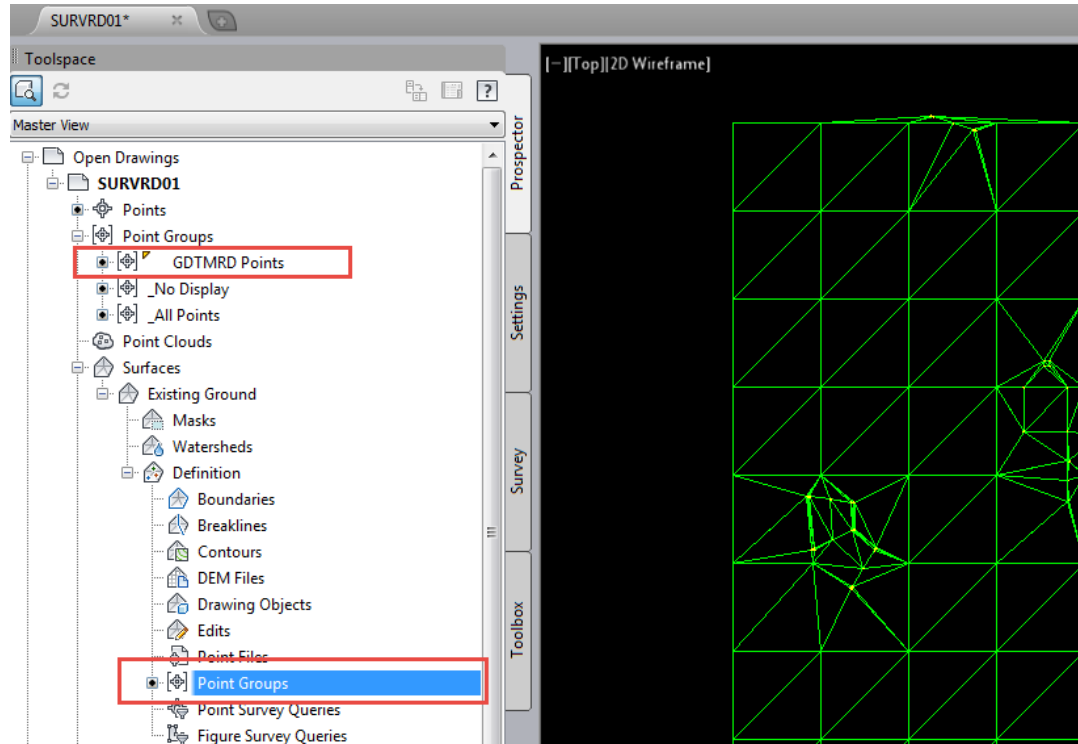 SURVRD01*
Toolspace
[−][Top][2D Wireframe]
?
Master View
Open Drawings
SURVRD01
Points
Point Groups
GDTMRD Points
_No Display
_All Points
Point Clouds
Surfaces
Existing Ground
Masks
Watersheds
Definition
Boundaries
Breaklines
Contours
DEM Files
Drawing Objects
Edits
Point Files
Point Groups
Point Survey Queries
Figure Survey Queries
Prospector
Settings
Survey
Toolbox